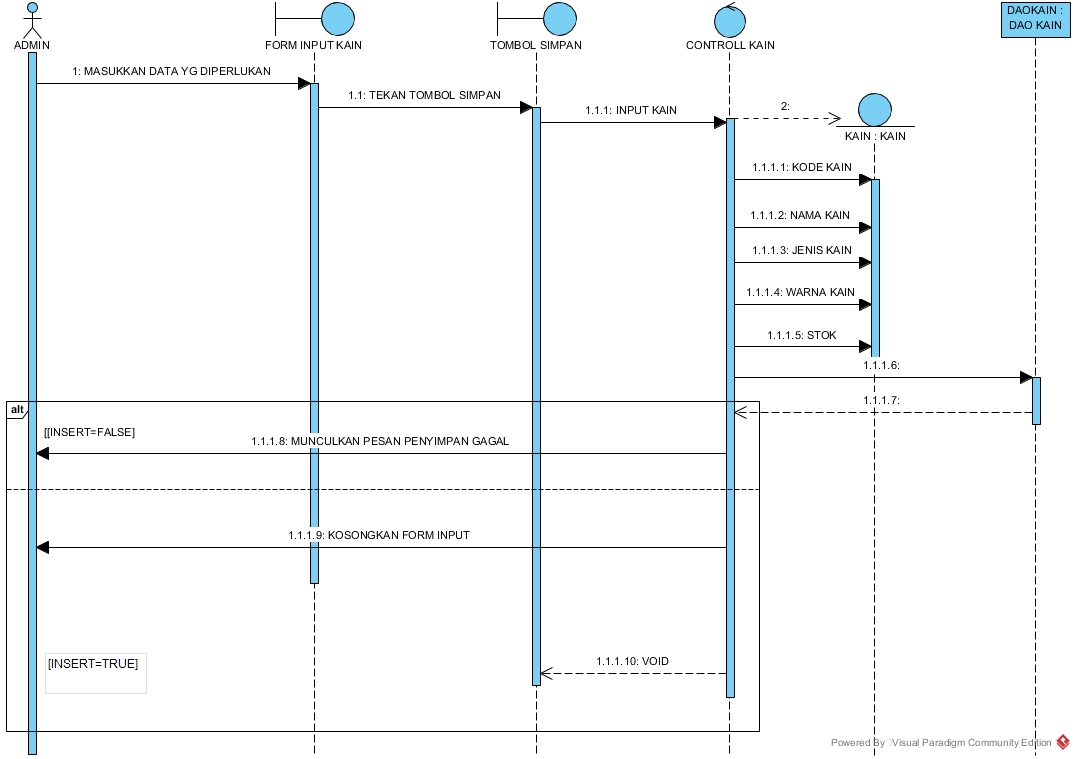 ADMIN
FORM INPUT KAIN
TOMBOL SIMPAN
CONTROLL KAIN
DAOKAIN :
DAO KAIN
1: MASUKKAN DATA YG DIPERLUKAN
1.1: TEKAN TOMBOL SIMPAN
1.1.1: INPUT KAIN
2:
KAIN : KAIN
1.1.1.1: KODE KAIN
1.1.1.2: NAMA KAIN
1.1.1.3: JENIS KAIN
1.1.1.4: WARNA KAIN
1.1.1.5: STOK
1.1.1.6:
1.1.1.7:
alt
[[INSERT=FALSE]
1.1.1.8: MUNCULKAN PESAN PENYIMPAN GAGAL
1.1.1.9: KOSONGKAN FORM INPUT
[INSERT=TRUE]
1.1.1.10: VOID
Powered By Visual Paradigm Community Edition